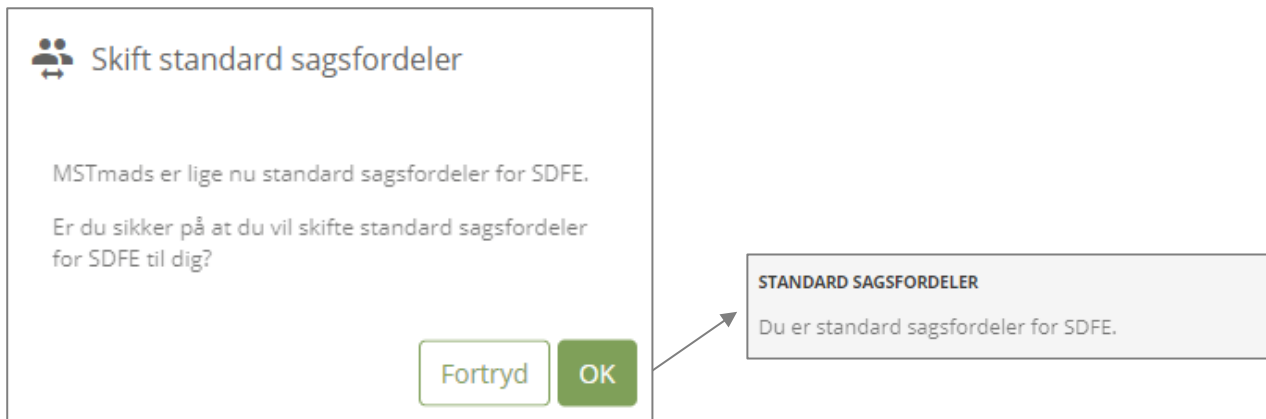 Skift standard sagsfordeler
MSTmads er lige nu standard sagsfordeler for SDFE.
Er du sikker på at du vil skifte standard sagsfordeler
for SDFE til dig?
Fortryd
OK
STANDARD SAGSFORDELER
Du er standard sagsfordeler for SDFE.